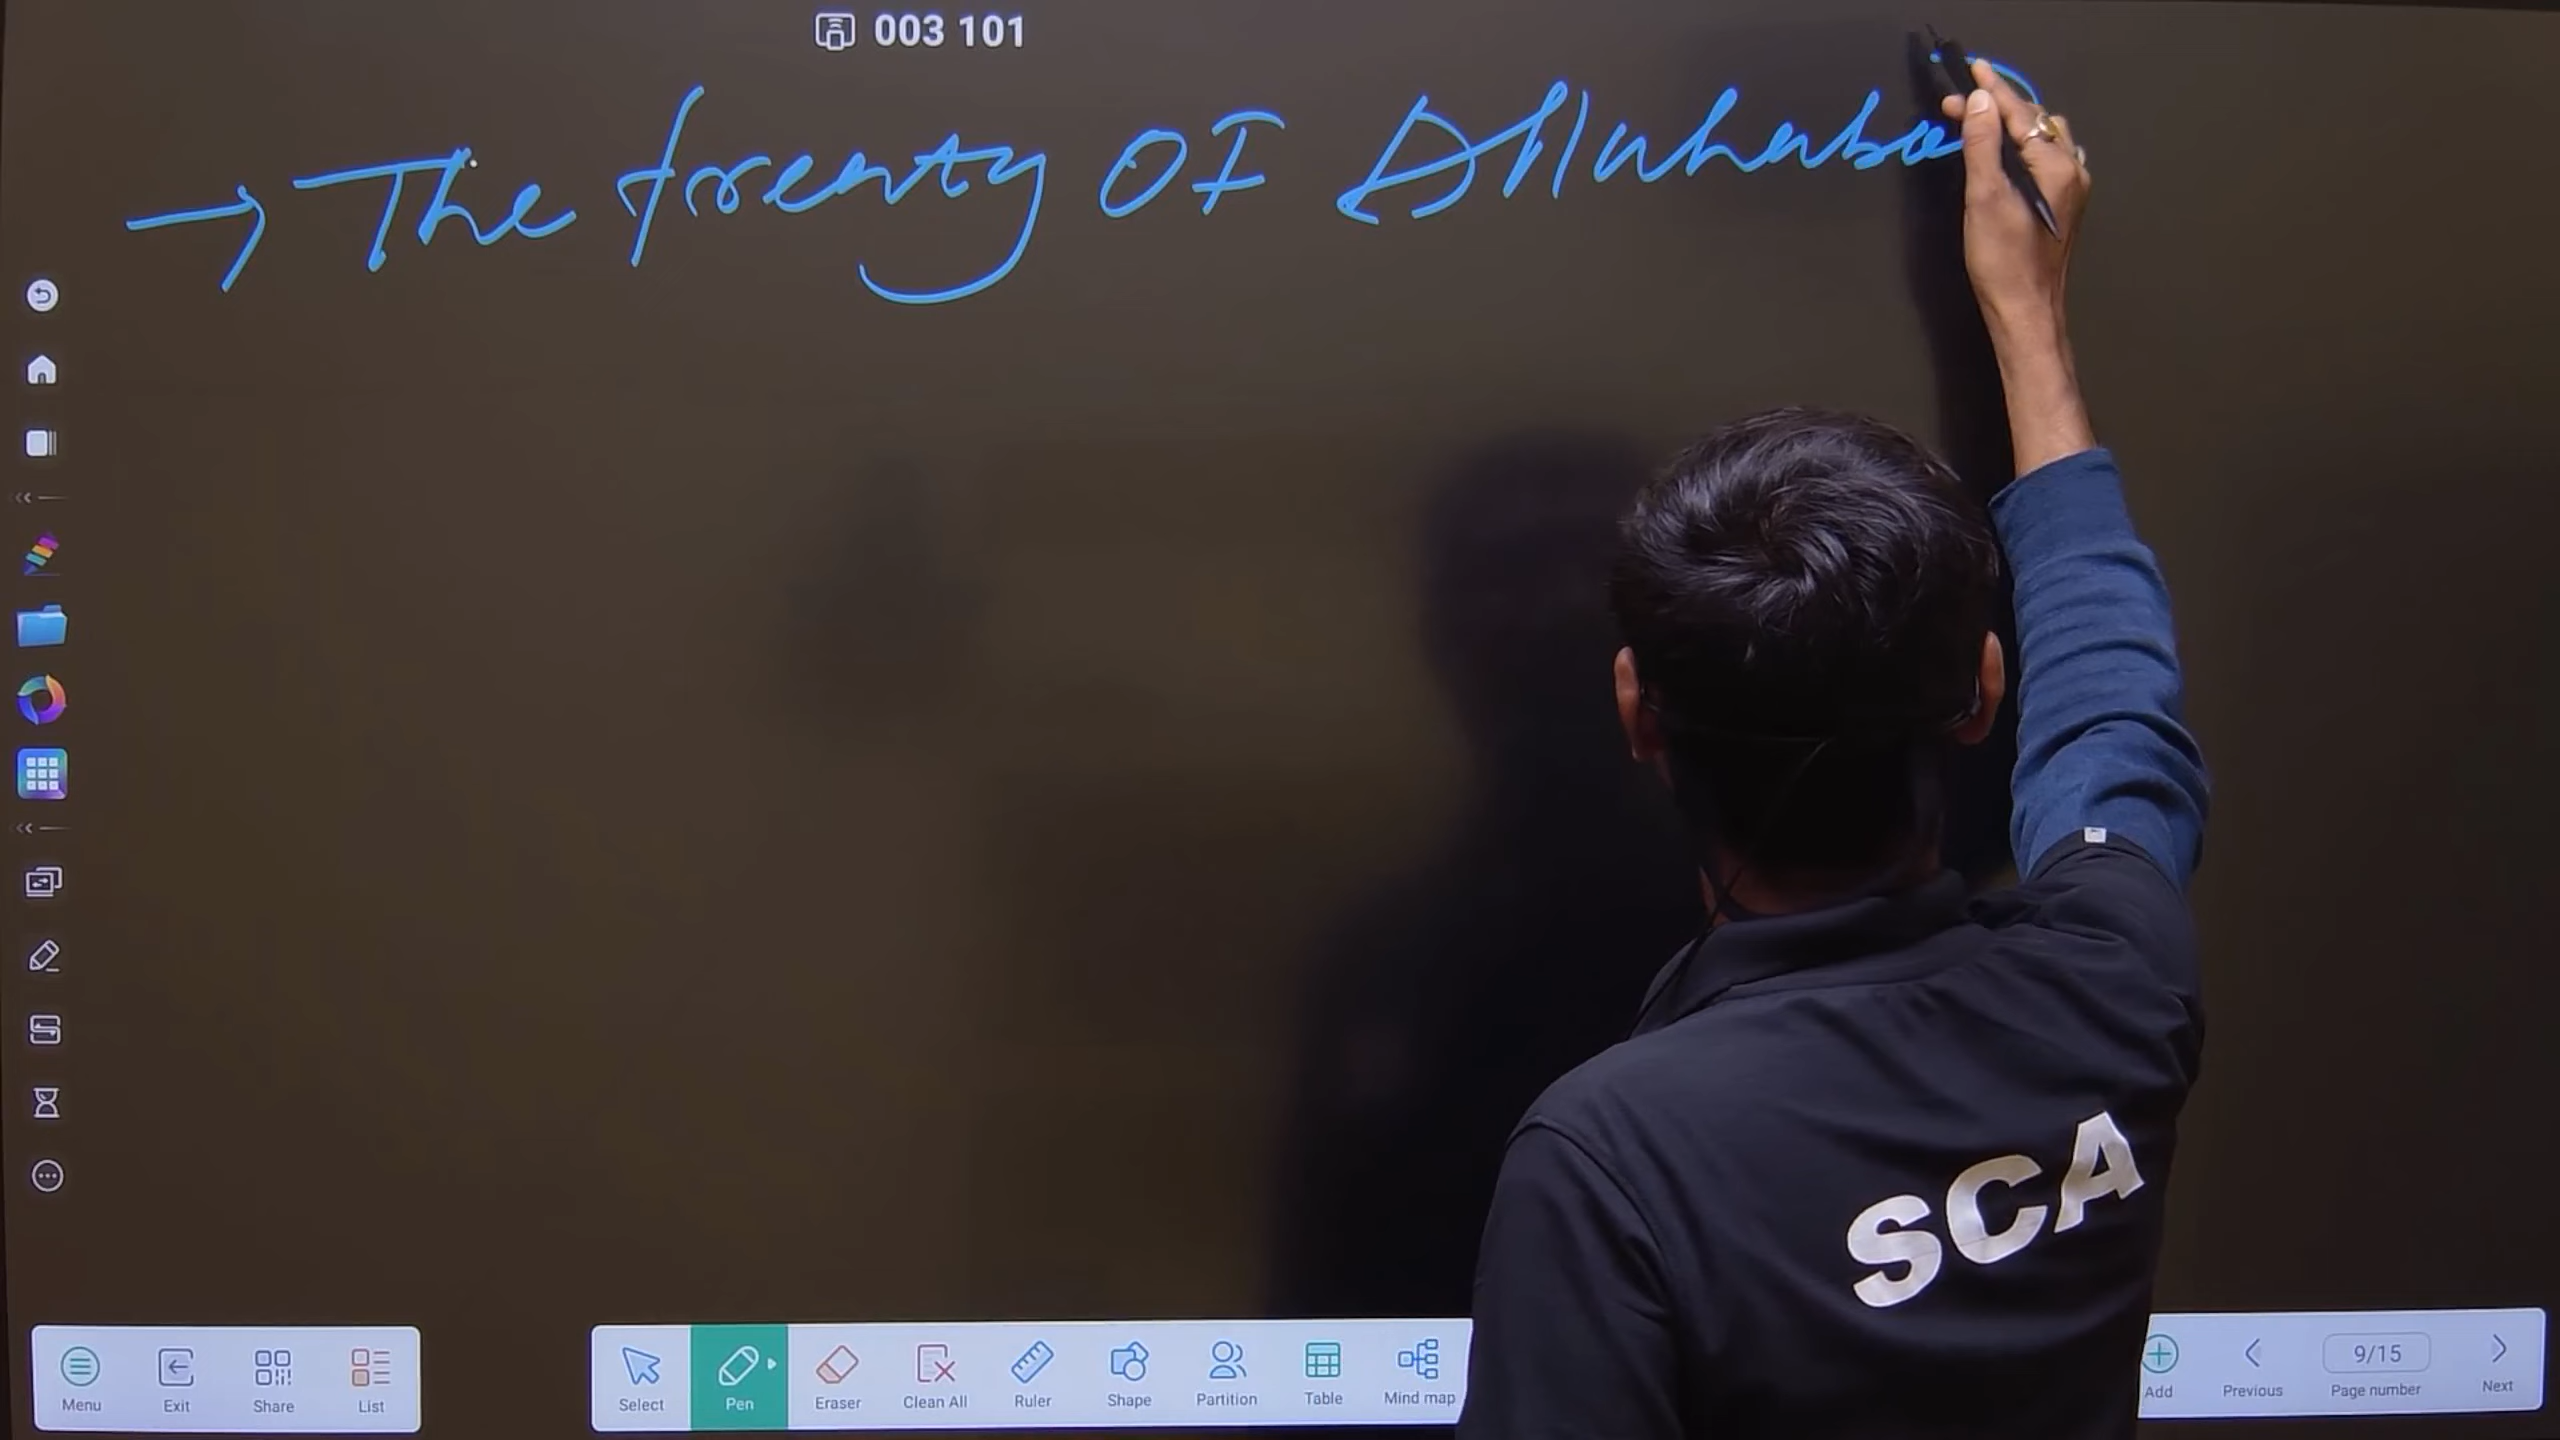 003 101
→ The treaty OF Allahaba
SCA
Menu Exit Share List Select Pen Eraser Clean All Ruler Shape Partition Table Mind map Add Previous 9/15 Page number Next